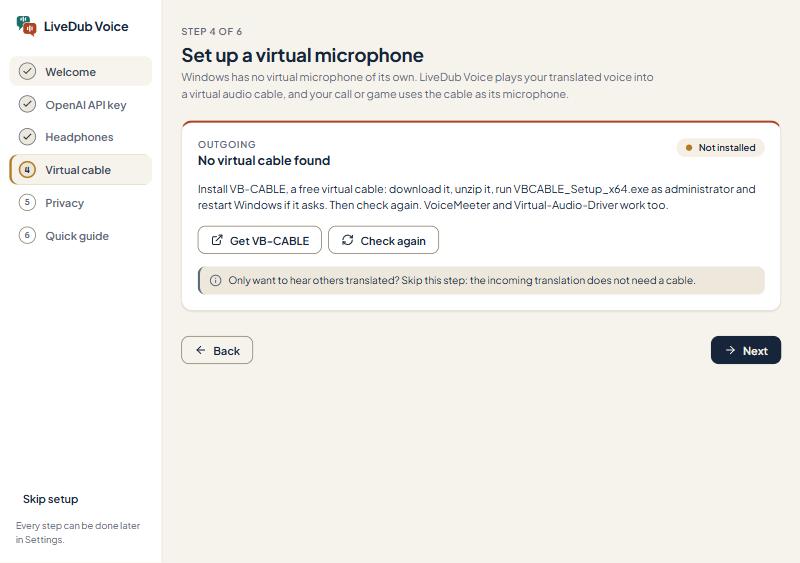 LiveDub Voice
Welcome
OpenAI API key
Headphones
4 Virtual cable
5 Privacy
6 Quick guide
Skip setup
Every step can be done later
in Settings.
STEP 4 OF 6
Set up a virtual microphone
Windows has no virtual microphone of its own. LiveDub Voice plays your translated voice into
a virtual audio cable, and your call or game uses the cable as its microphone.
OUTGOING
No virtual cable found
Not installed
Install VB-CABLE, a free virtual cable: download it, unzip it, run VBCABLE_Setup_x64.exe as administrator and
restart Windows if it asks. Then check again. VoiceMeeter and Virtual-Audio-Driver work too.
Get VB-CABLE
Check again
Only want to hear others translated? Skip this step: the incoming translation does not need a cable.
Back
Next